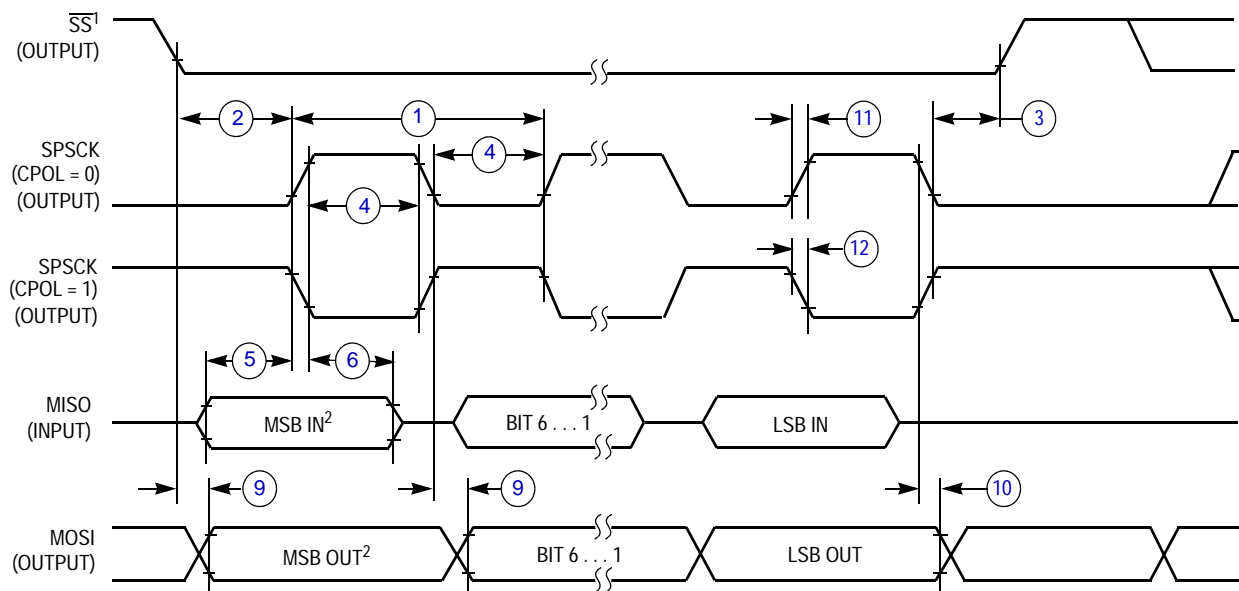 SS1
(OUTPUT)
2
1
11
3
SPSCK
(CPOL = 0)
(OUTPUT)
4
4
12
SPSCK
(CPOL = 1)
(OUTPUT)
5
6
MISO
(INPUT)
MSB IN2
BIT 6 . . . 1
LSB IN
9
9
10
MOSI
(OUTPUT)
MSB OUT2
BIT 6 . . . 1
LSB OUT